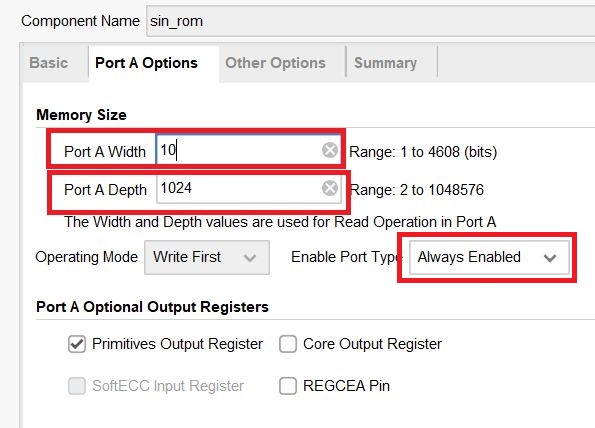 Component Name sin_rom
Basic Port A Options Other Options Summary
Memory Size
Port A Width 10 Range: 1 to 4608 (bits)
Port A Depth 1024 Range: 2 to 1048576
The Width and Depth values are used for Read Operation in Port A
Operating Mode Write First Enable Port Type Always Enabled
Port A Optional Output Registers
Primitives Output Register Core Output Register
SoftECC Input Register REGCEA Pin